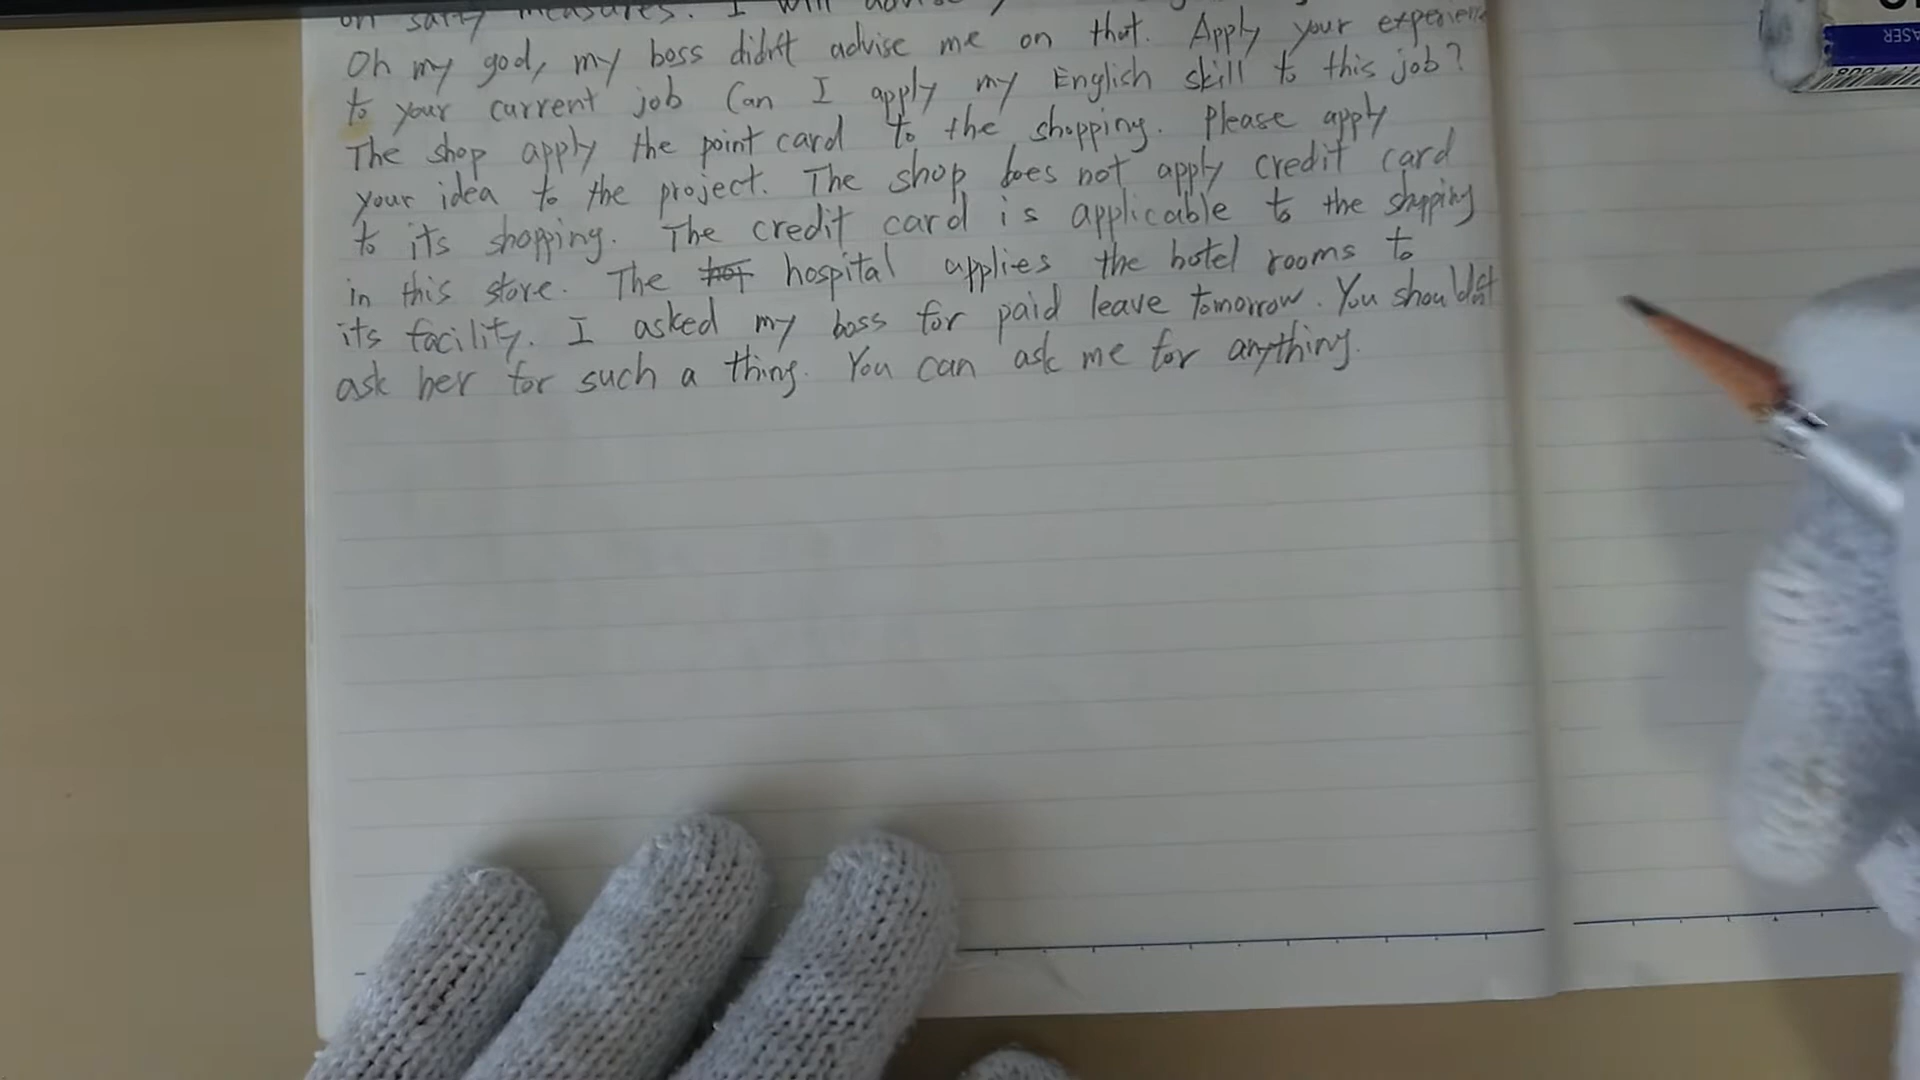 on safty measures. I will
Oh my god, my boss didn't advise me on that. Apply your experience
to your current job Can I apply my English skill to this job?
The shop apply the point card to the shopping. Please apply
your idea to the project. The shop does not apply credit card
to its shopping. The credit card is applicable to the shopping
in this store. The hospital applies the hotel rooms to
its facility. I asked my boss for paid leave tomorrow. You shouldn't
ask her for such a thing. You can ask me for anything.